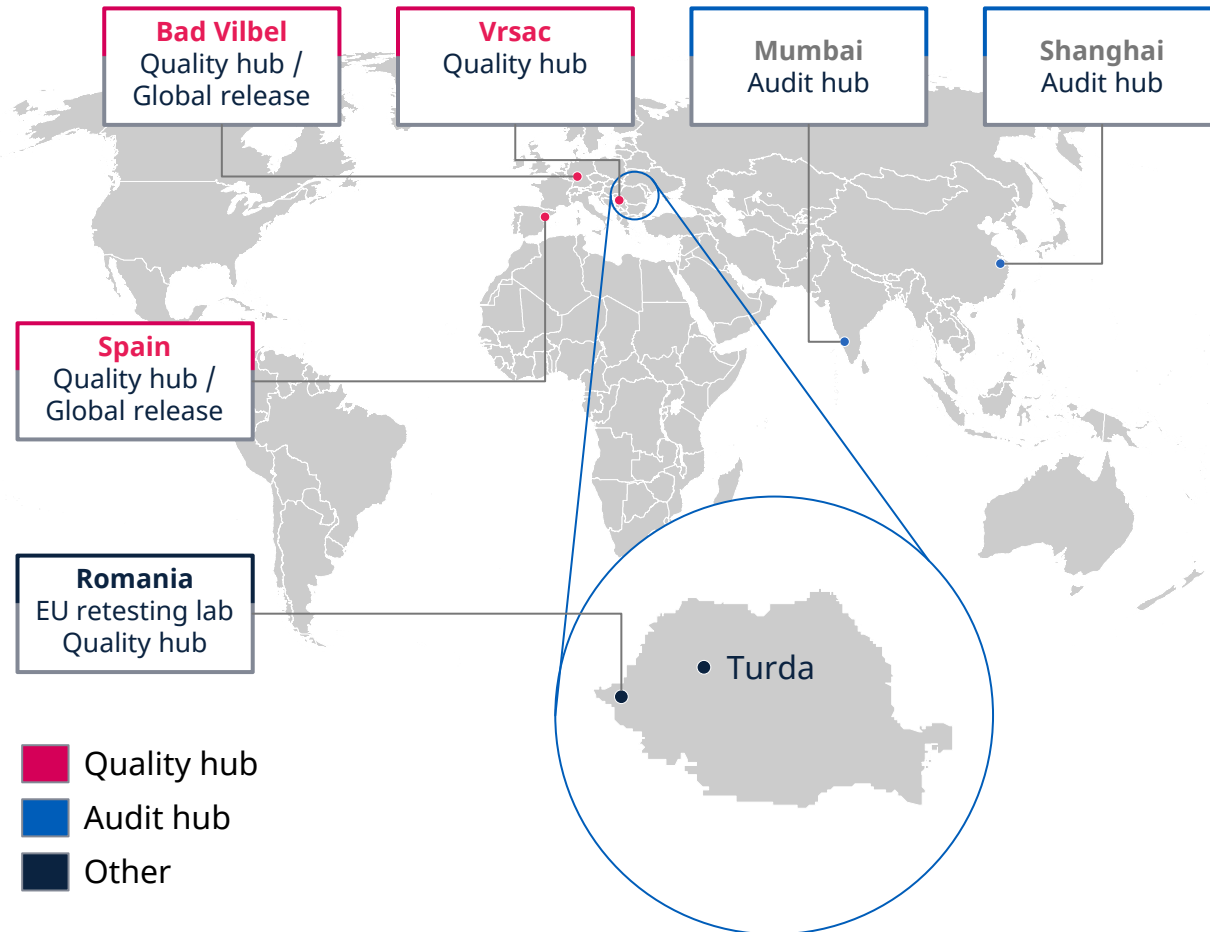 Bad Vilbel
Quality hub /
Global release
Vrsac
Quality hub
Mumbai
Audit hub
Shanghai
Audit hub
Spain
Quality hub /
Global release
Romania
EU retesting lab
Quality hub
Turda
Quality hub
Audit hub
Other